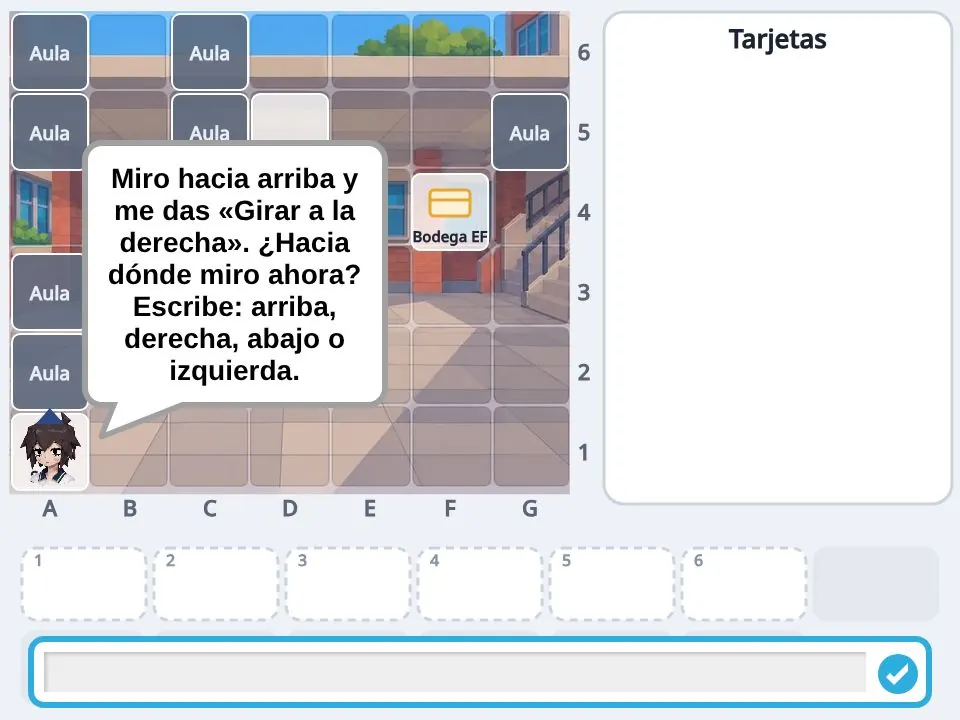 Aula
Aula
6
Tarjetas
Aula
Aula
Aula
5
Miro hacia arriba y
me das «Girar a la
derecha». ¿Hacia
dónde miro ahora?
Escribe: arriba,
derecha, abajo o
izquierda.
Bodega EF
4
Aula
3
Aula
2
1
A B C D E F G
1 2 3 4 5 6